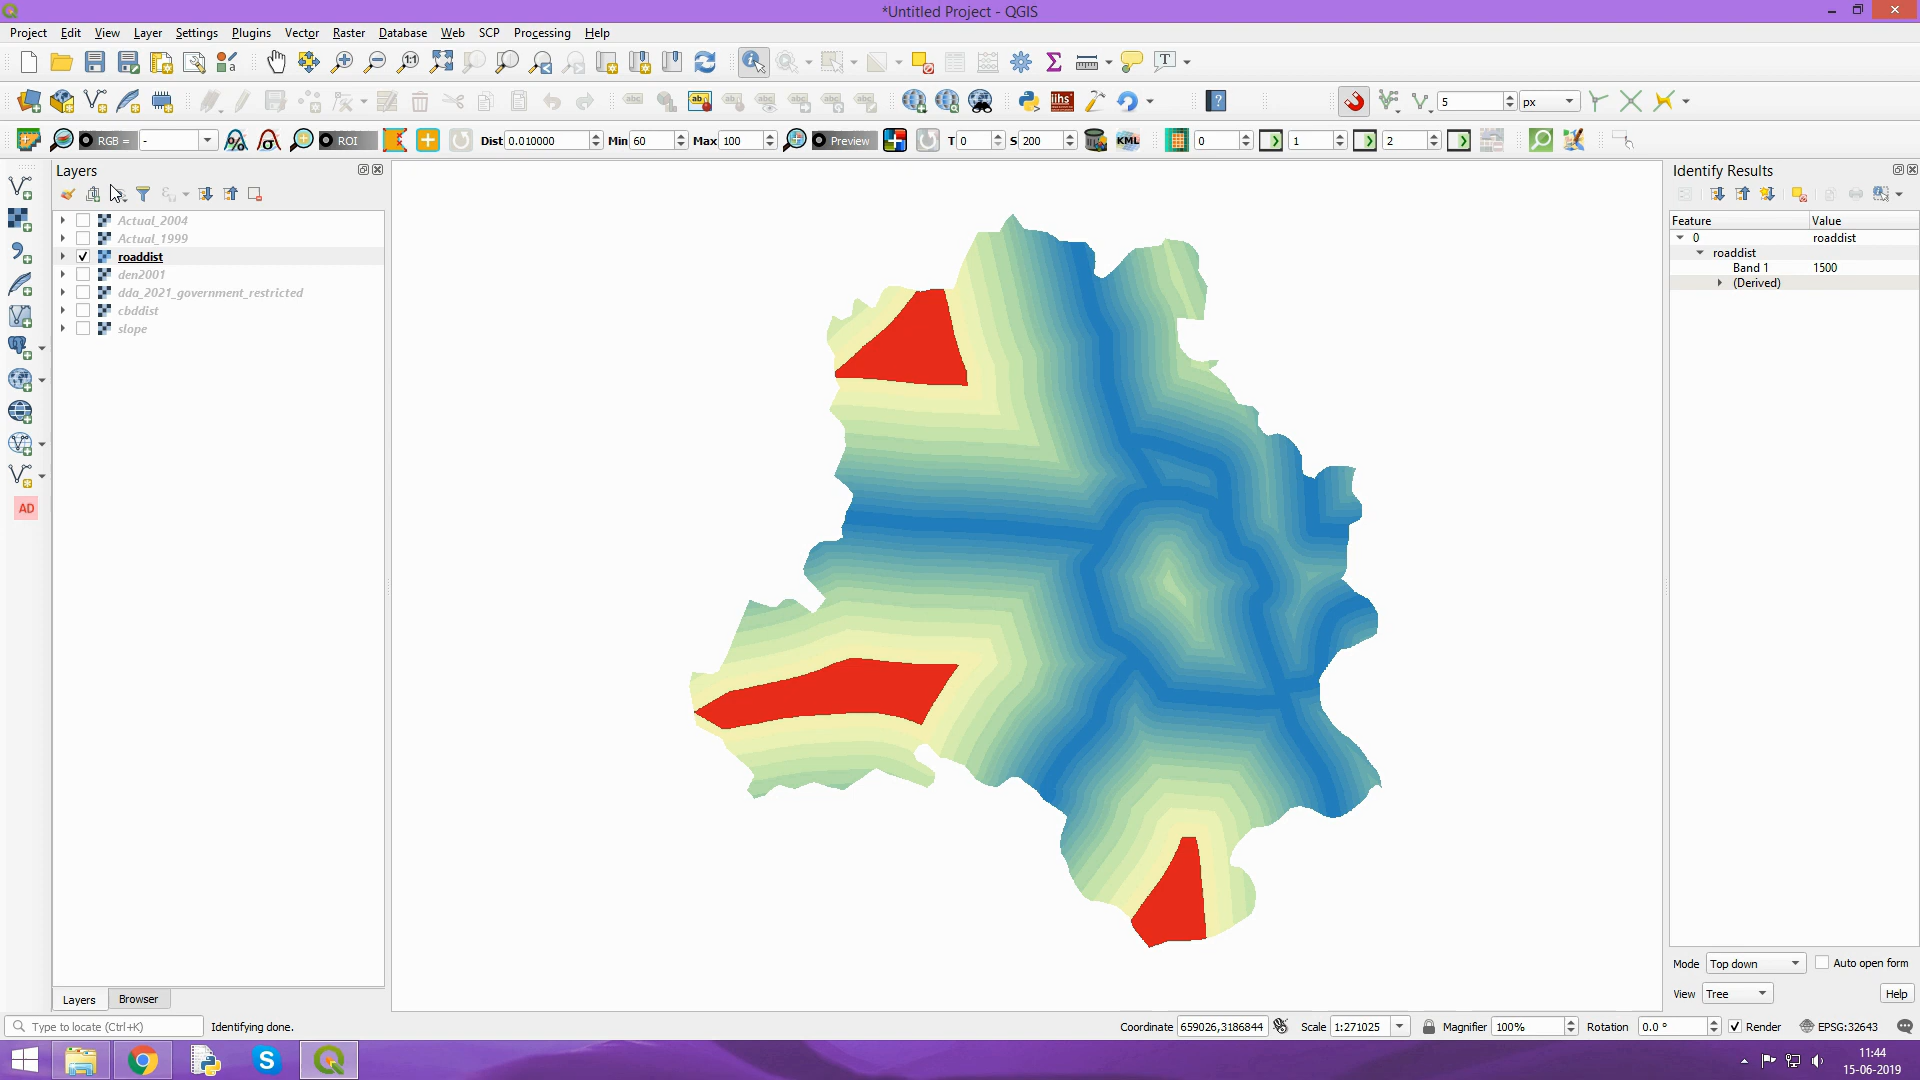 *Untitled Project - QGIS
Project Edit View Layer Settings Plugins Vector Raster Database Web SCP Processing Help
5 px
RGB = - ROI Dist 0.010000 Min 60 Max 100 Preview T 0 S 200 KML 0 1 2
Layers
Actual_2004
Actual_1999
roaddist
den2001
dda_2021_government_restricted
cbddist
slope
AD
Layers Browser
Identify Results
Feature Value
0 roaddist
roaddist
Band 1 1500
(Derived)
Mode Top down Auto open form
View Tree Help
Type to locate (Ctrl+K) Identifying done. Coordinate 659026,3186844 Scale 1:271025 Magnifier 100% Rotation 0.0 ° Render EPSG:32643
11:44
15-06-2019